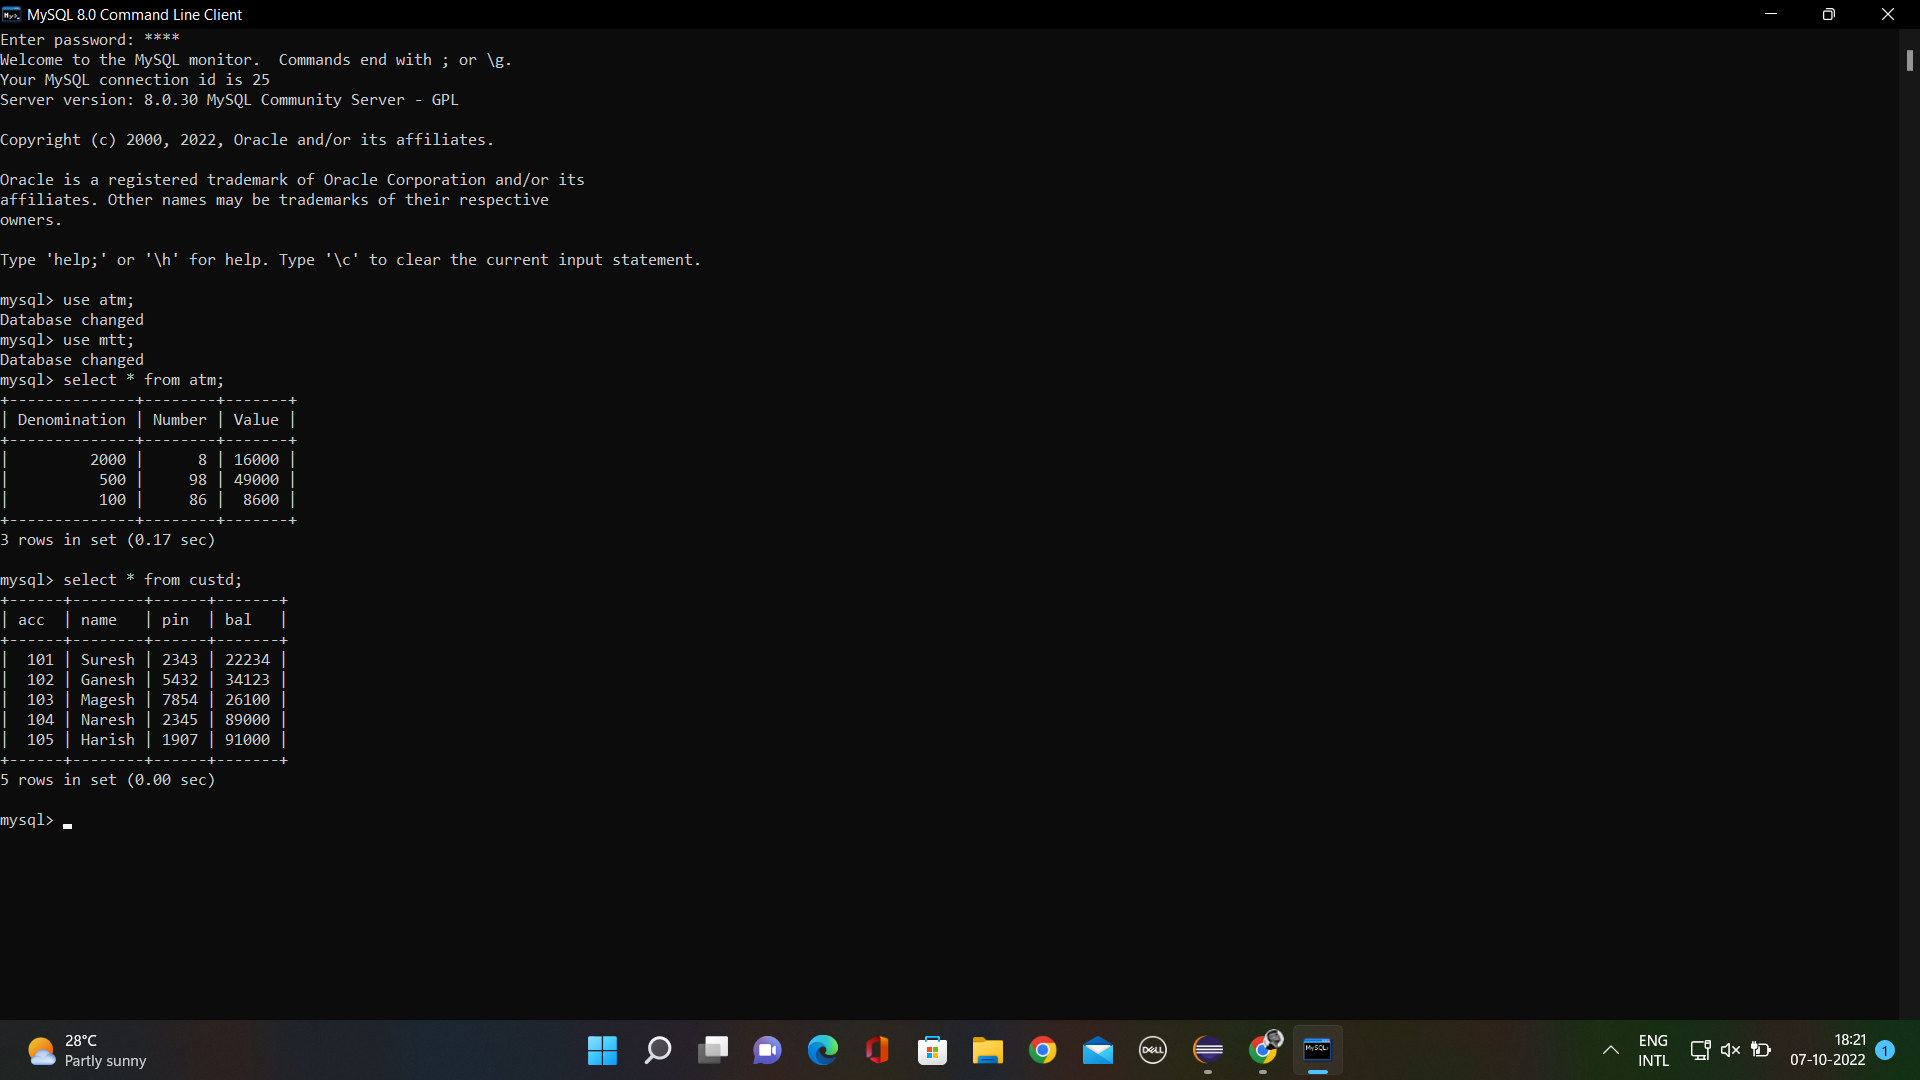 MySQL 8.0 Command Line Client
Enter password: ****
Welcome to the MySQL monitor.  Commands end with ; or \g.
Your MySQL connection id is 25
Server version: 8.0.30 MySQL Community Server - GPL
Copyright (c) 2000, 2022, Oracle and/or its affiliates.
Oracle is a registered trademark of Oracle Corporation and/or its
affiliates. Other names may be trademarks of their respective
owners.
Type 'help;' or '\h' for help. Type '\c' to clear the current input statement.
mysql> use atm;
Database changed
mysql> use mtt;
Database changed
mysql> select * from atm;
+--------------+--------+-------+
| Denomination | Number | Value |
+--------------+--------+-------+
|         2000 |      8 | 16000 |
|          500 |     98 | 49000 |
|          100 |     86 |  8600 |
+--------------+--------+-------+
3 rows in set (0.17 sec)
mysql> select * from custd;
+------+--------+------+-------+
| acc  | name   | pin  | bal   |
+------+--------+------+-------+
|  101 | Suresh | 2343 | 22234 |
|  102 | Ganesh | 5432 | 34123 |
|  103 | Magesh | 7854 | 26100 |
|  104 | Naresh | 2345 | 89000 |
|  105 | Harish | 1907 | 91000 |
+------+--------+------+-------+
5 rows in set (0.00 sec)
mysql> _
28°C
Partly sunny
DELL
MySQL>
ENG
INTL
18:21
07-10-2022
1